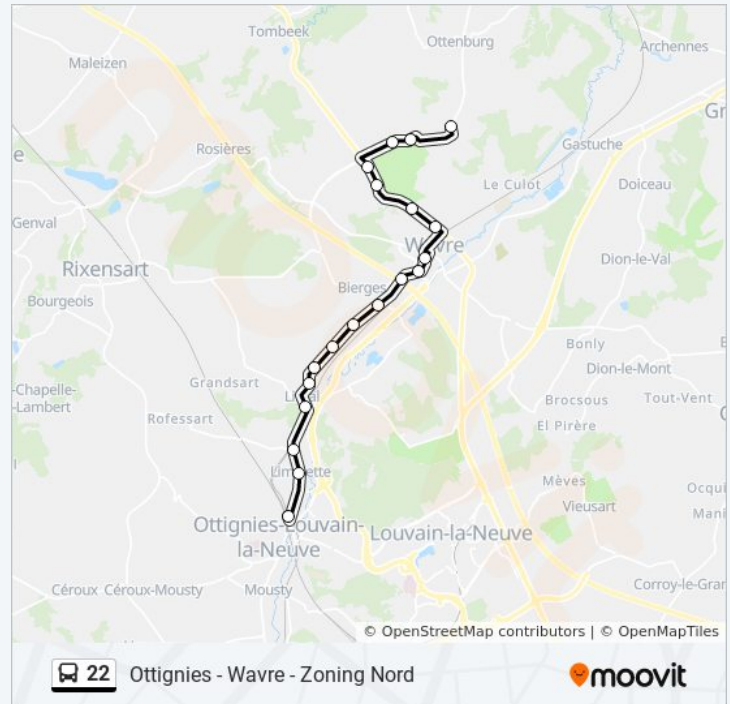 Tombeek
Ottenburg
Archennes
Maleizen
Gr
Rosières
Gastuche
e
Le Culot
Doiceau
Genval
Wavre
Dion-le-Val
Rixensart
Bierges
Bourgeois
Bonly
E
Dion-le-Mont
-Chapelle-
-Lambert
Grandsart
Limal
Brocsous
Tout-Vent
C
Rofessart
El Pirère
Limelette
Mèves
Ocqui
Vieusart
Mani
Ottignies-Louvain-
la-Neuve
Louvain-la-Neuve
Céroux
Céroux-Mousty
Mousty
Corroy-le-Gran
© OpenStreetMap contributors | © OpenMapTiles
22 Ottignies - Wavre - Zoning Nord
moovit